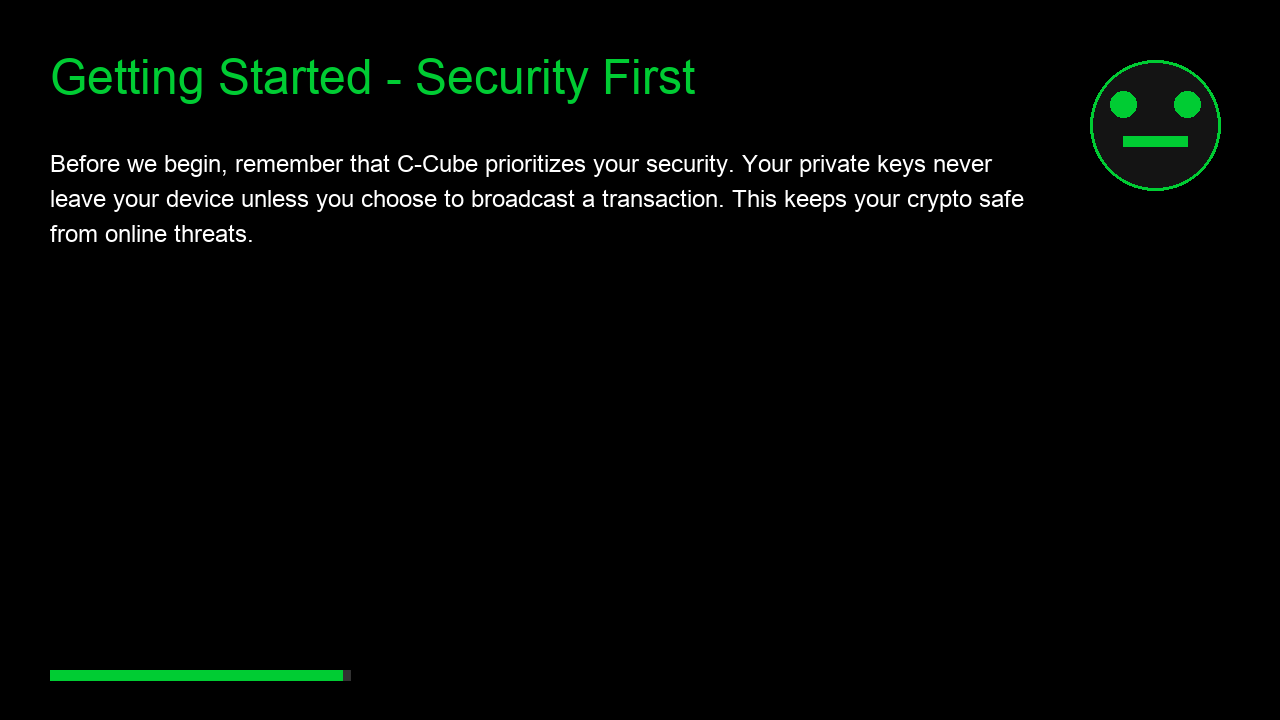 Getting Started - Security First
Before we begin, remember that C-Cube prioritizes your security. Your private keys never
leave your device unless you choose to broadcast a transaction. This keeps your crypto safe
from online threats.